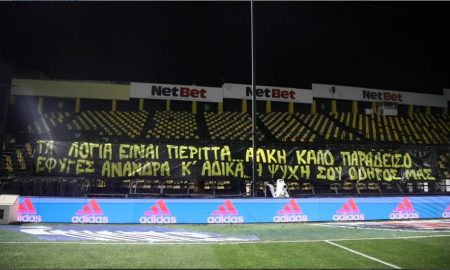 NetBet NetBet NetBet
ΤΑ ΛΟΓΙΑ ΕΙΝΑΙ ΠΕΡΙΤΤΑ ΑΛΚΗ ΚΑΛΟ ΠΑΡΑΔΕΙΣΟ
ΕΦΥΓΕΣ ΑΝΑΝΔΡΑ Κ' ΑΔΙΚΑ.. Η ΨΥΧΗ ΣΟΥ ΟΔΗΓΟΣ ΜΑΣ
adidas adidas adidas adidas adidas adidas adidas